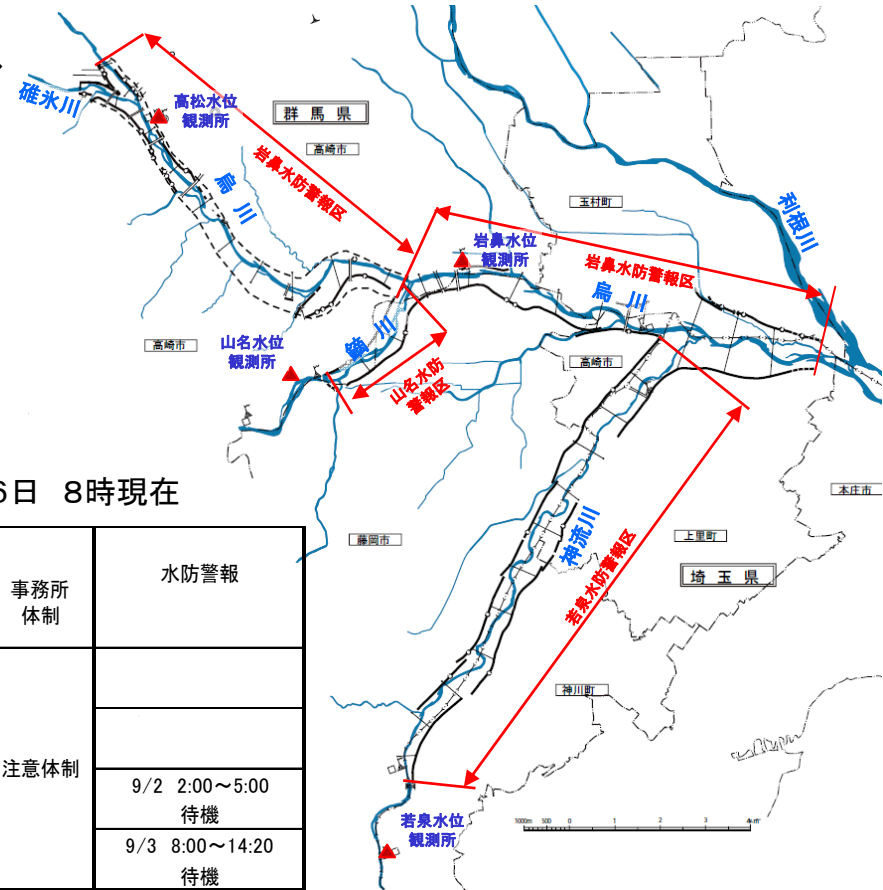 碓氷川
高松水位
観測所
群馬県
高崎市
岩鼻水防警報区
烏川
利根川
玉村町
岩鼻水位
観測所
岩鼻水防警報区
烏川
高崎市
山名水位
観測所
鏑川
山名水防
警報区
高崎市
本庄市
6日 8時現在
藤岡市
神流川
上里町
埼玉県
若泉水防警報区
神川町
事務所
体制
水防警報
注意体制
9/2 2:00～5:00
待機
9/3 8:00～14:20
待機
若泉水位
観測所
1000m 500 0 1 2 3